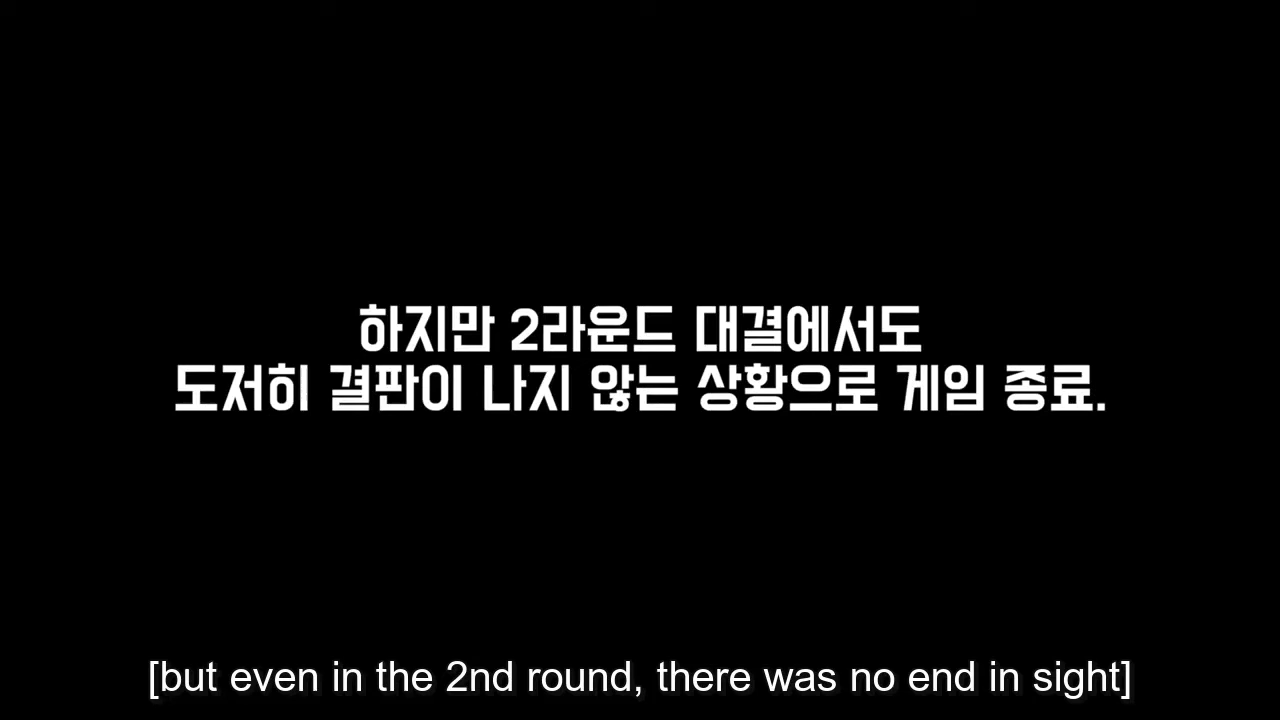 하지만 2라운드 대결에서도
도저히 결판이 나지 않는 상황으로 게임 종료.
[but even in the 2nd round, there was no end in sight]